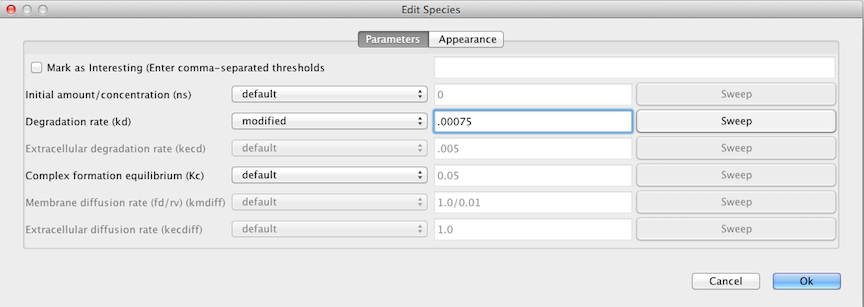 Edit Species
Parameters Appearance
Mark as Interesting (Enter comma-separated thresholds
Initial amount/concentration (ns) default 0 Sweep
Degradation rate (kd) modified .00075 Sweep
Extracellular degradation rate (kecd) default .005 Sweep
Complex formation equilibrium (Kc) default 0.05 Sweep
Membrane diffusion rate (fd/rv) (kmdiff) default 1.0/0.01 Sweep
Extracellular diffusion rate (kecdiff) default 1.0 Sweep
Cancel Ok